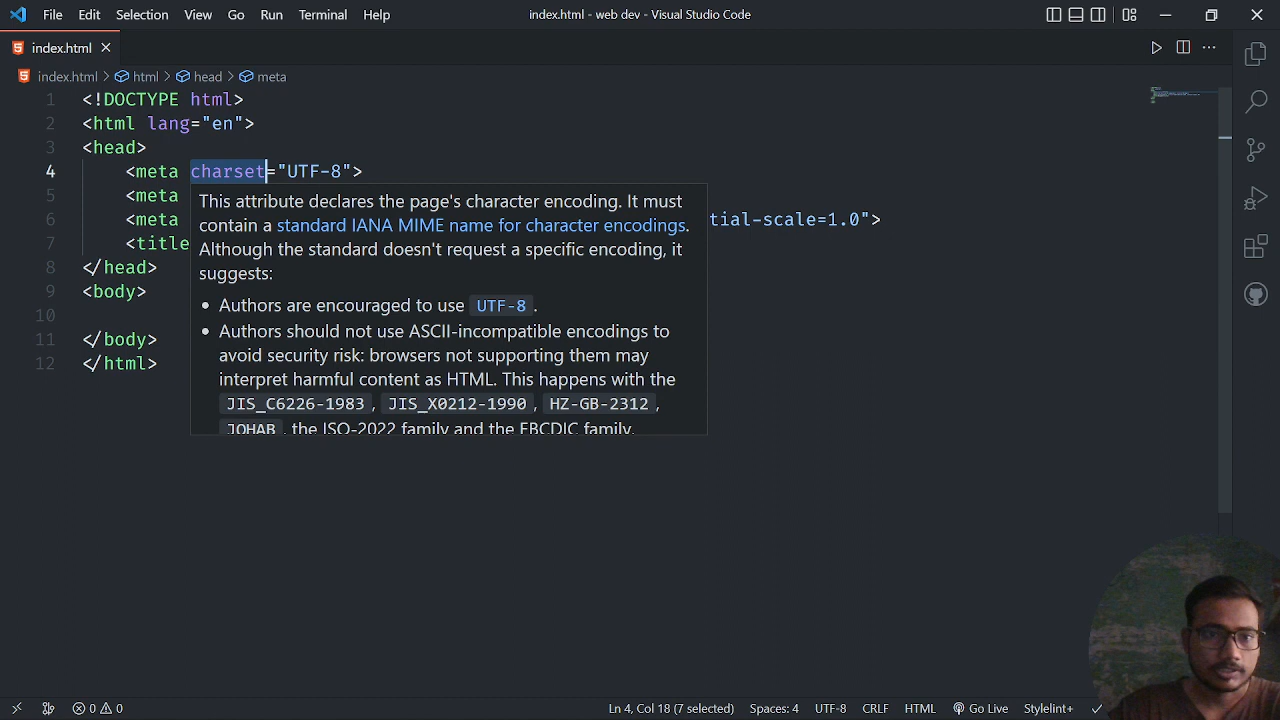 File Edit Selection View Go Run Terminal Help index.html - web dev - Visual Studio Code
index.html
index.html > html > head > meta
1 <!DOCTYPE html>
2 <html lang="en">
3 <head>
4 <meta charset="UTF-8">
5 <meta
6 <meta tial-scale=1.0">
7 <title
8 </head>
9 <body>
10
11 </body>
12 </html>
This attribute declares the page's character encoding. It must
contain a standard IANA MIME name for character encodings.
Although the standard doesn't request a specific encoding, it
suggests:
• Authors are encouraged to use UTF-8 .
• Authors should not use ASCII-incompatible encodings to
avoid security risk: browsers not supporting them may
interpret harmful content as HTML. This happens with the
JIS_C6226-1983 , JIS_X0212-1990 , HZ-GB-2312 ,
JOHAB , the ISO-2022 family and the EBCDIC family.
0 0 Ln 4, Col 18 (7 selected) Spaces: 4 UTF-8 CRLF HTML Go Live Stylelint+